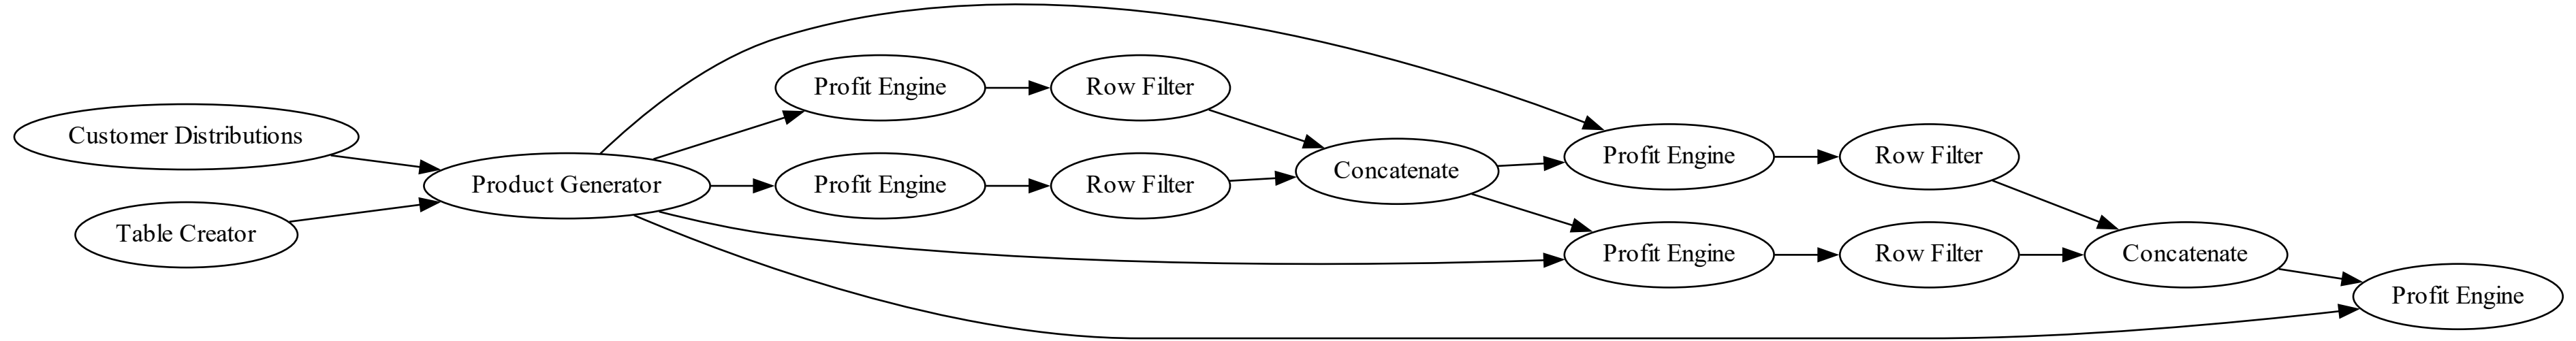 Customer Distributions
Table Creator
Product Generator
Profit Engine
Row Filter
Profit Engine
Row Filter
Concatenate
Profit Engine
Row Filter
Profit Engine
Row Filter
Concatenate
Profit Engine